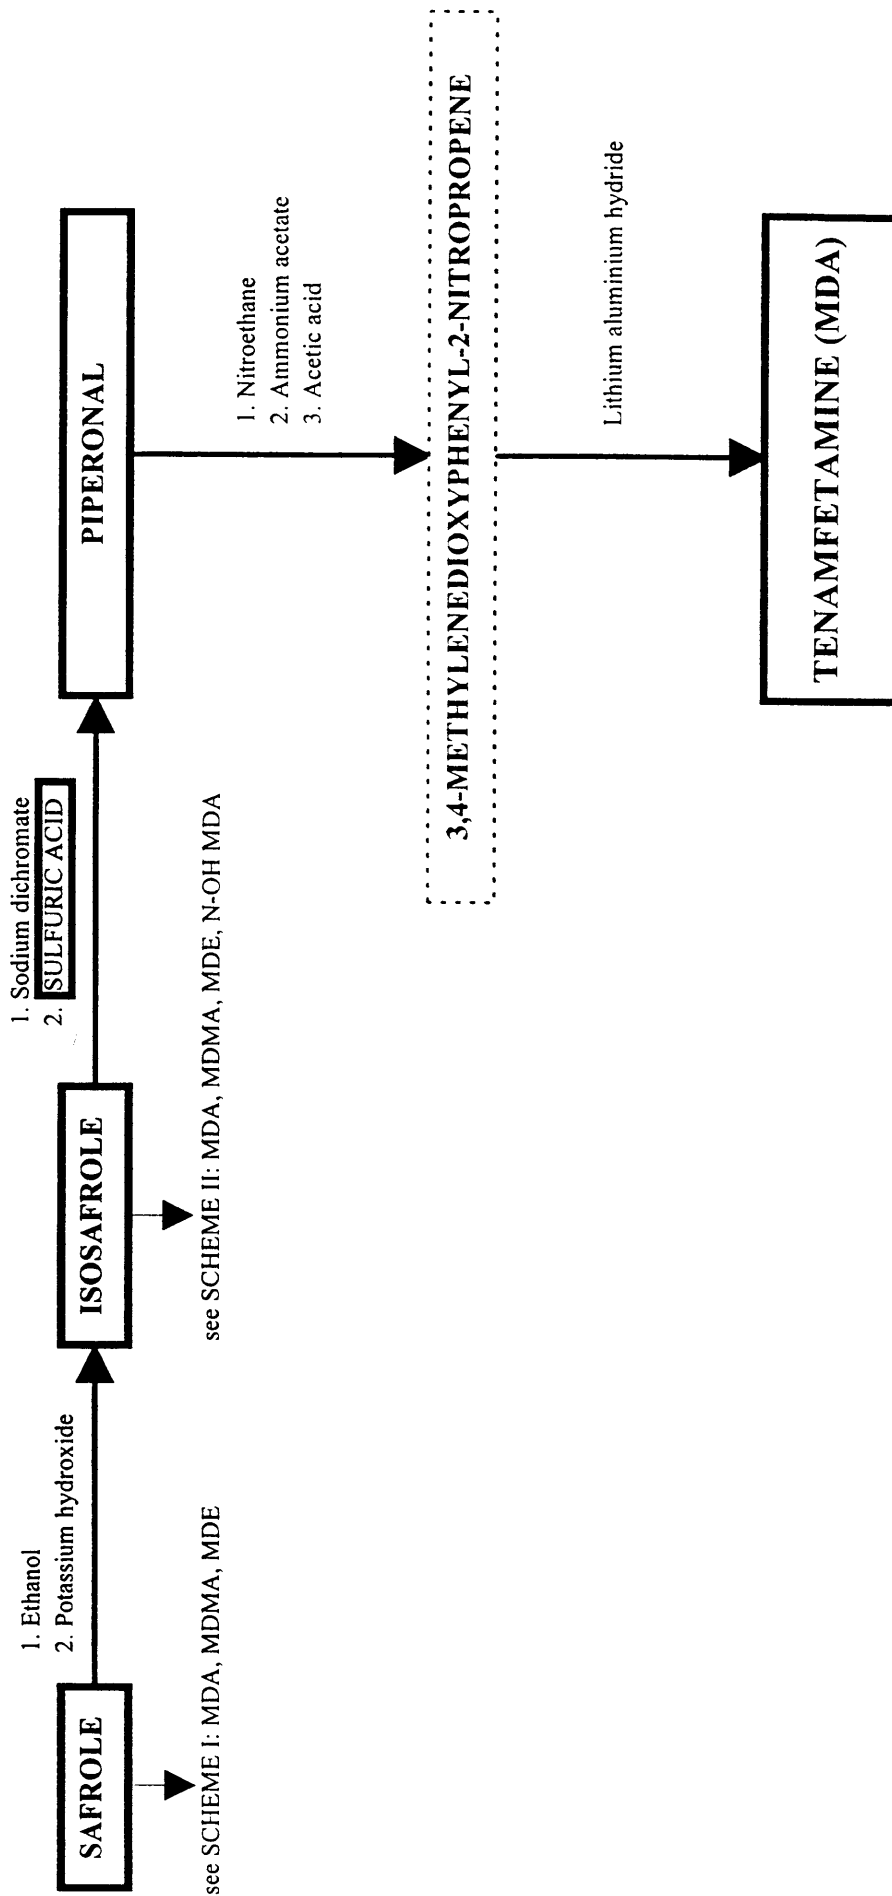 SAFROLE
1. Ethanol
2. Potassium hydroxide
see SCHEME I: MDA, MDMA, MDE
ISOSAFROLE
see SCHEME II: MDA, MDMA, MDE, N-OH MDA
1. Sodium dichromate
2. SULFURIC ACID
PIPERONAL
1. Nitroethane
2. Ammonium acetate
3. Acetic acid
3,4-METHYLENEDIOXYPHENYL-2-NITROPROPENE
Lithium aluminium hydride
TENAMFETAMINE (MDA)